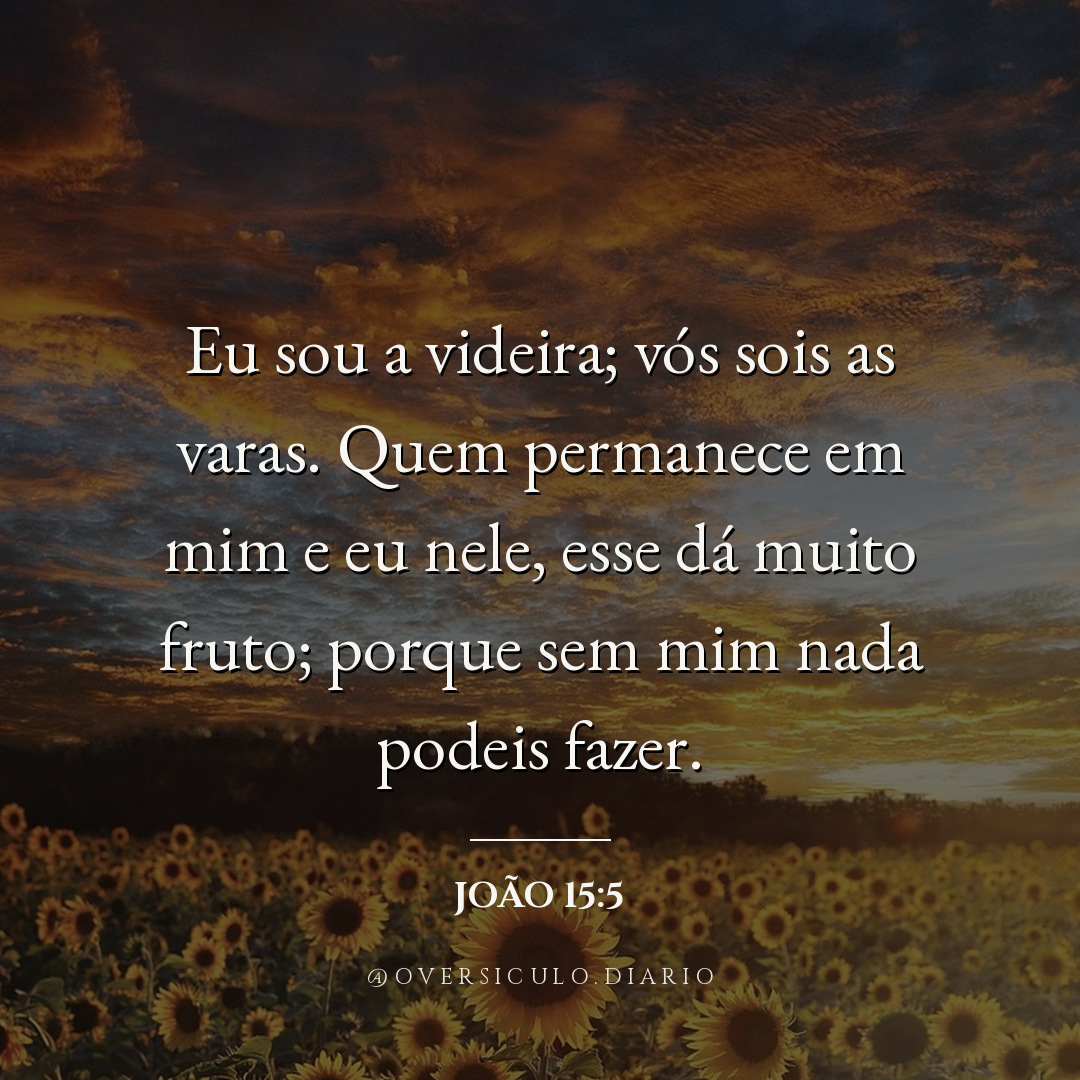 Eu sou a videira; vós sois as
varas. Quem permanece em
mim e eu nele, esse dá muito
fruto; porque sem mim nada
podeis fazer.
JOÃO 15:5
@OVERSICULO.DIARIO